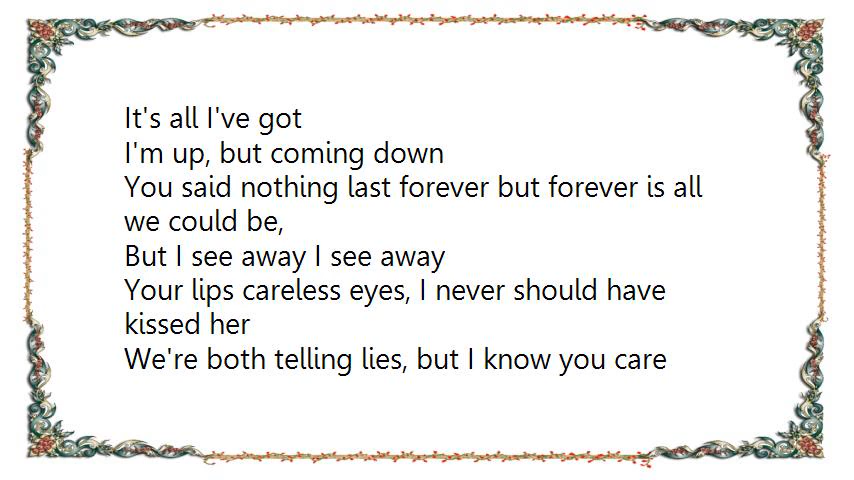 It's all I've got
I'm up, but coming down
You said nothing last forever but forever is all
we could be,
But I see away I see away
Your lips careless eyes, I never should have
kissed her
We're both telling lies, but I know you care